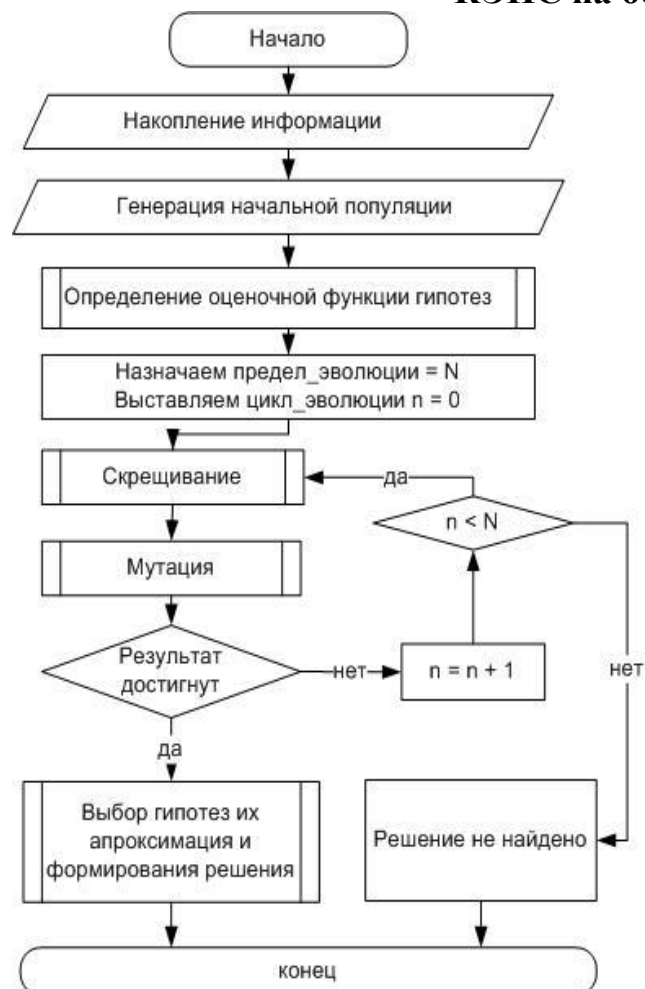 Начало
Накопление информации
Генерация начальной популяции
Определение оценочной функции гипотез
Назначаем предел_эволюции = N
Выставляем цикл_эволюции n = 0
Скрещивание
да
n < N
Мутация
Результат
достигнут
нет
n = n + 1
нет
да
Выбор гипотез их
апроксимация и
формирования решения
Решение не найдено
конец